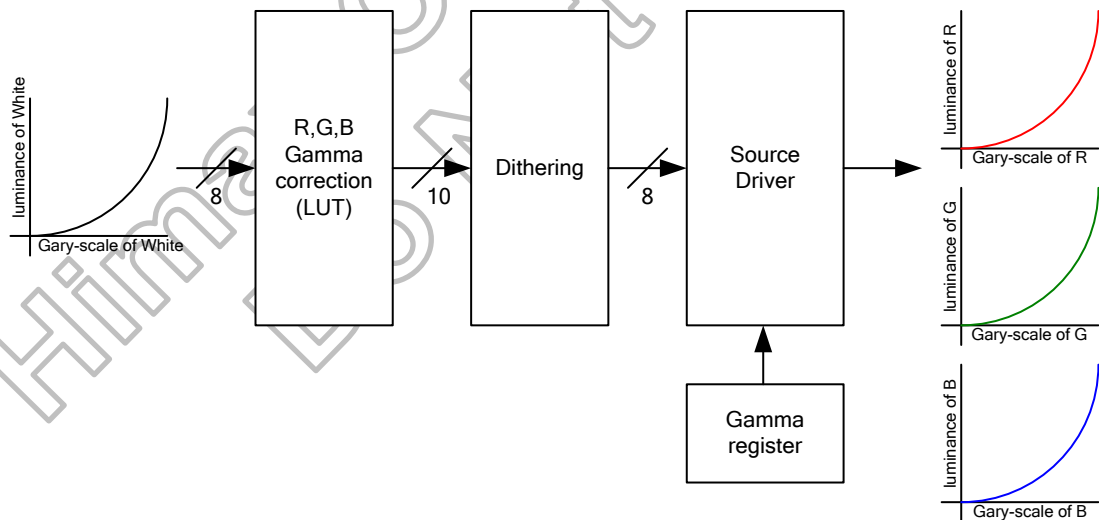 luminance of White
Gary-scale of White
8
R,G,B
Gamma
correction
(LUT)
10
Dithering
8
Source
Driver
Gamma
register
luminance of R
Gary-scale of R
luminance of G
Gary-scale of G
luminance of B
Gary-scale of B